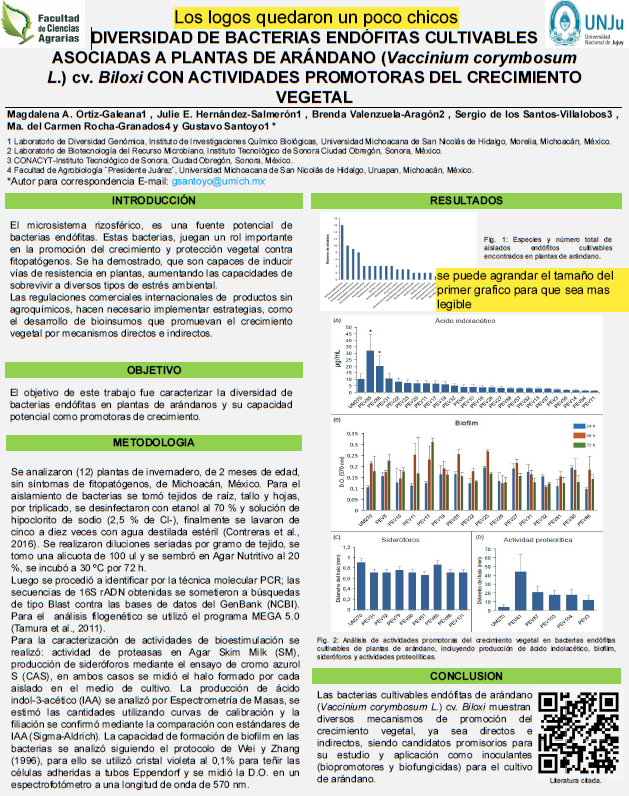 Facultad
de Ciencias
Agrarias
Los logos quedaron un poco chicos
UNJu
Universidad
Nacional de Jujuy
DIVERSIDAD DE BACTERIAS ENDÓFITAS CULTIVABLES
ASOCIADAS A PLANTAS DE ARÁNDANO (Vaccinium corymbosum
L.) cv. Biloxi CON ACTIVIDADES PROMOTORAS DEL CRECIMIENTO
VEGETAL
Magdalena A. Ortiz-Galeana1 , Julie E. Hernández-Salmerón1 , Brenda Valenzuela-Aragón2 , Sergio de los Santos-Villalobos3 ,
Ma. del Carmen Rocha-Granados4 y Gustavo Santoyo1 *
1 Laboratorio de Diversidad Genómica, Instituto de Investigaciones Químico Biológicas, Universidad Michoacana de San Nicolás de Hidalgo, Morelia, Michoacán, México.
2 Laboratorio de Biotecnología del Recurso Microbiano, Instituto Tecnológico de Sonora Ciudad Obregón, Sonora, México.
3 CONACYT-Instituto Tecnológico de Sonora, Ciudad Obregón, Sonora, México.
4 Facultad de Agrobiología ¨Presidente Juárez¨, Universidad Michoacana de San Nicolás de Hidalgo, Uruapan, Michoacán, México.
*Autor para correspondencia E-mail: gsantoyo@umich.mx
INTRODUCCIÓN
El microsistema rizosférico, es una fuente potencial de
bacterias endófitas. Estas bacterias, juegan un rol importante
en la promoción del crecimiento y protección vegetal contra
fitopatógenos. Se ha demostrado, que son capaces de inducir
vías de resistencia en plantas, aumentando las capacidades de
sobrevivir a diversos tipos de estrés ambiental.
Las regulaciones comerciales internacionales de productos sin
agroquímicos, hacen necesario implementar estrategias, como
el desarrollo de bioinsumos que promuevan el crecimiento
vegetal por mecanismos directos e indirectos.
OBJETIVO
El objetivo de este trabajo fue caracterizar la diversidad de
bacterias endófitas en plantas de arándanos y su capacidad
potencial como promotoras de crecimiento.
METODOLOGIA
Se analizaron (12) plantas de invernadero, de 2 meses de edad,
sin síntomas de fitopatógenos, de Michoacán, México. Para el
aislamiento de bacterias se tomó tejidos de raíz, tallo y hojas,
por triplicado, se desinfectaron con etanol al 70 % y solución de
hipoclorito de sodio (2,5 % de Cl-), finalmente se lavaron de
cinco a diez veces con agua destilada estéril (Contreras et al.,
2016). Se realizaron diluciones seriadas por gramo de tejido, se
tomo una alicuota de 100 ul y se sembró en Agar Nutritivo al 20
%, se incubó a 30 ºC por 72 h.
Luego se procedió a identificar por la técnica molecular PCR; las
secuencias de 16S rADN obtenidas se sometieron a búsquedas
de tipo Blast contra las bases de datos del GenBank (NCBI).
Para el análisis filogenético se utilizó el programa MEGA 5.0
(Tamura et al., 2011).
Para la caracterización de actividades de bioestimulación se
realizó: actividad de proteasas en Agar Skim Milk (SM),
producción de sideróforos mediante el ensayo de cromo azurol
S (CAS), en ambos casos se midió el halo formado por cada
aislado en el medio de cultivo. La producción de ácido
indol-3-acético (IAA) se analizó por Espectrometría de Masas, se
estimó las cantidades utilizando curvas de calibración y la
filiación se confirmó mediante la comparación con estándares de
IAA (Sigma-Aldrich). La capacidad de formación de biofilm en las
bacterias se analizó siguiendo el protocolo de Wei y Zhang
(1996), para ello se utilizó cristal violeta al 0,1% para teñir las
células adheridas a tubos Eppendorf y se midió la D.O. en un
espectrofotómetro a una longitud de onda de 570 nm.
RESULTADOS
Fig. 1: Especies y número total de
aislados endófitos cultivables
encontrados en plantas de arándano.
se puede agrandar el tamaño del
primer grafico para que sea mas
legible
(A)
Ácido indolacético
µg/mL
(B)
Biofilm
D.O. (570 nm)
24 h
48 h
72 h
(C)
Sideróforos
Diámetro del halo (mm)
(D)
Actividad proteolítica
Diámetro del halo (mm)
Fig. 2: Análisis de actividades promotoras del crecimiento vegetal en bacterias endófitas
cultivables de plantas de arándano, incluyendo producción de ácido indolacético, biofilm,
sideróforos y actividades proteolíticas.
CONCLUSION
Las bacterias cultivables endófitas de arándano
(Vaccinium corymbosum L.) cv. Biloxi muestran
diversos mecanismos de promoción del
crecimiento vegetal, ya sea directos e
indirectos, siendo candidatos promisorios para
su estudio y aplicación como inoculantes
(biopromotores y biofungicidas) para el cultivo
de arándano.
Literatura citada.